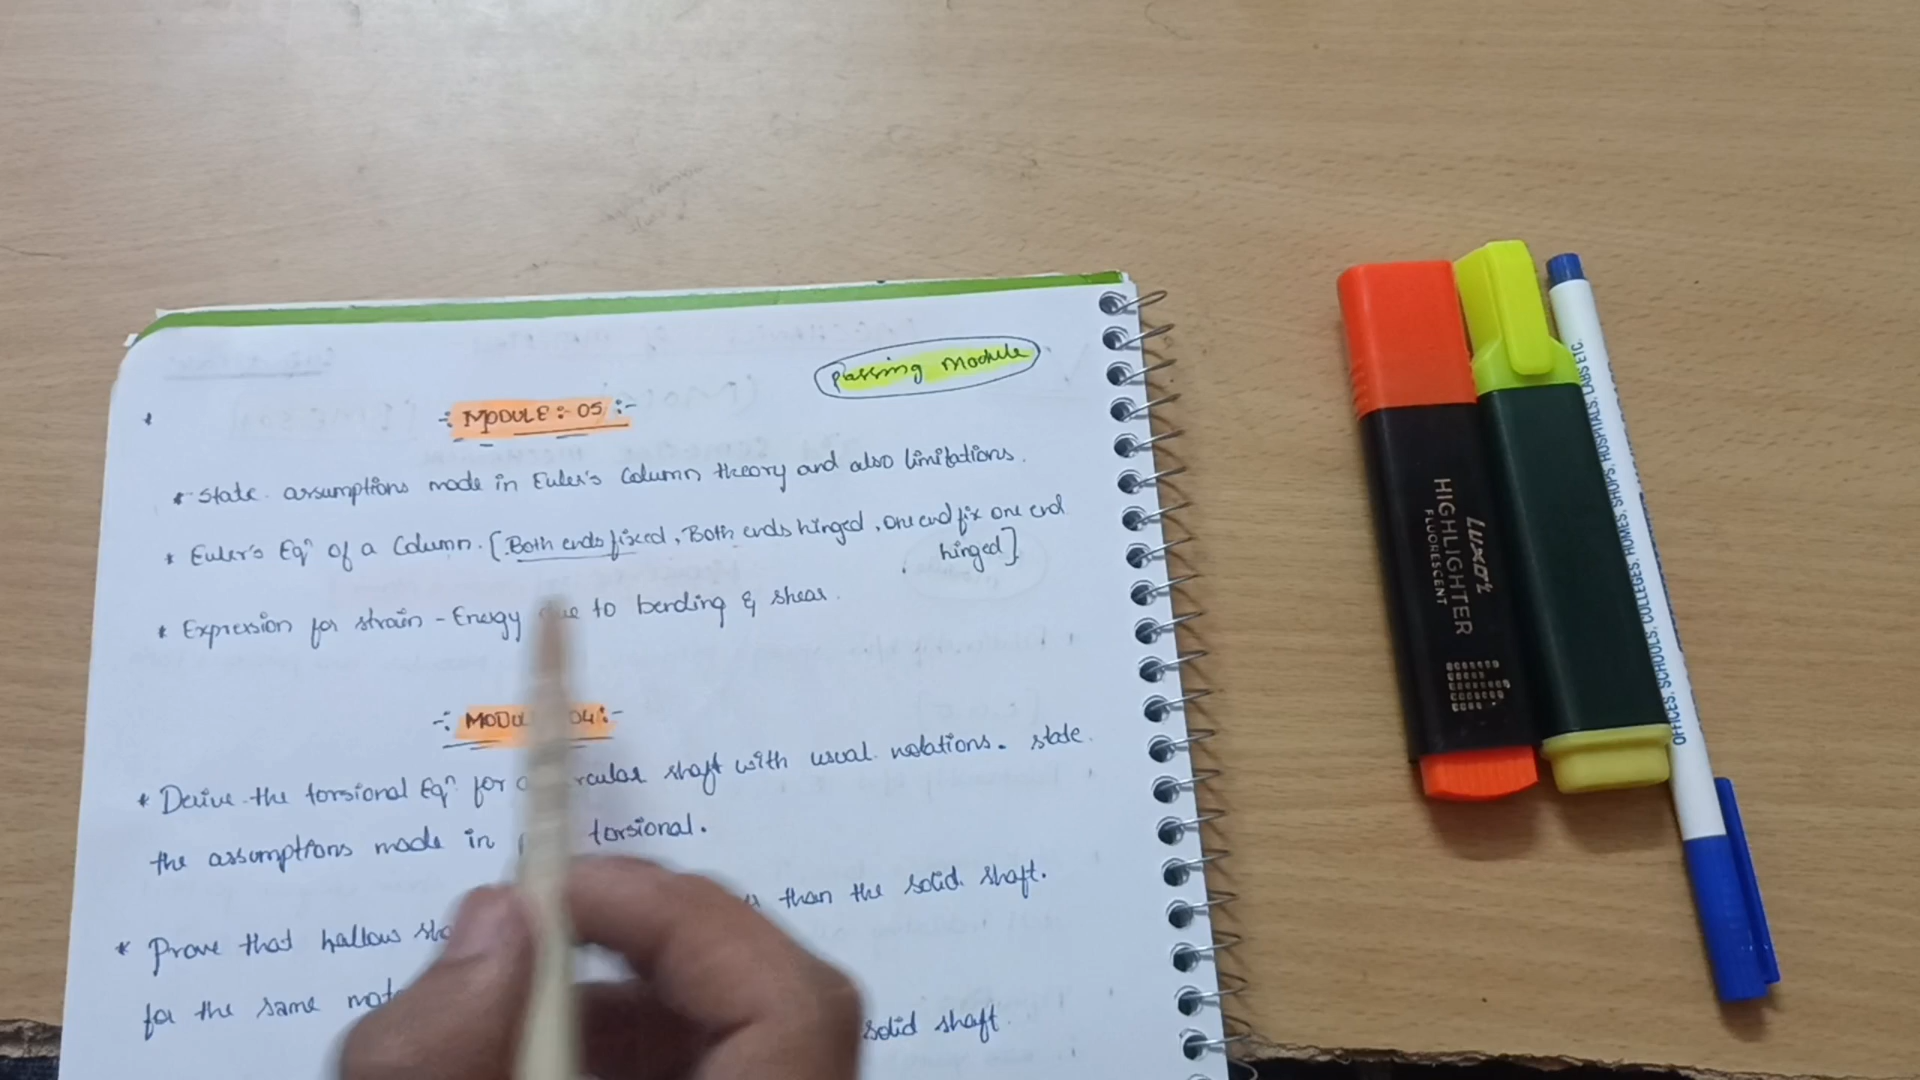 Passing Module
-: MODULE:- 05 :-
* State assumptions made in Euler's Column theory and also limitations.
* Euler's Eqn of a Column. [Both ends fixed, Both ends hinged, One end fix one end
hinged]
* Expression for strain - Energy to bending & shear.
-: 04:-
* Derive the torsional Eqn for shaft with usual notations. State
the assumptions made in torsional.
* Prove that hallow than the solid shaft.
for the same
solid shaft
Luxor
HIGHLIGHTER
FLUORESCENT
OFFICES, SCHOOLS, COLLEGES, HOMES, SHOPS, HOSPITALS, LABS ETC.